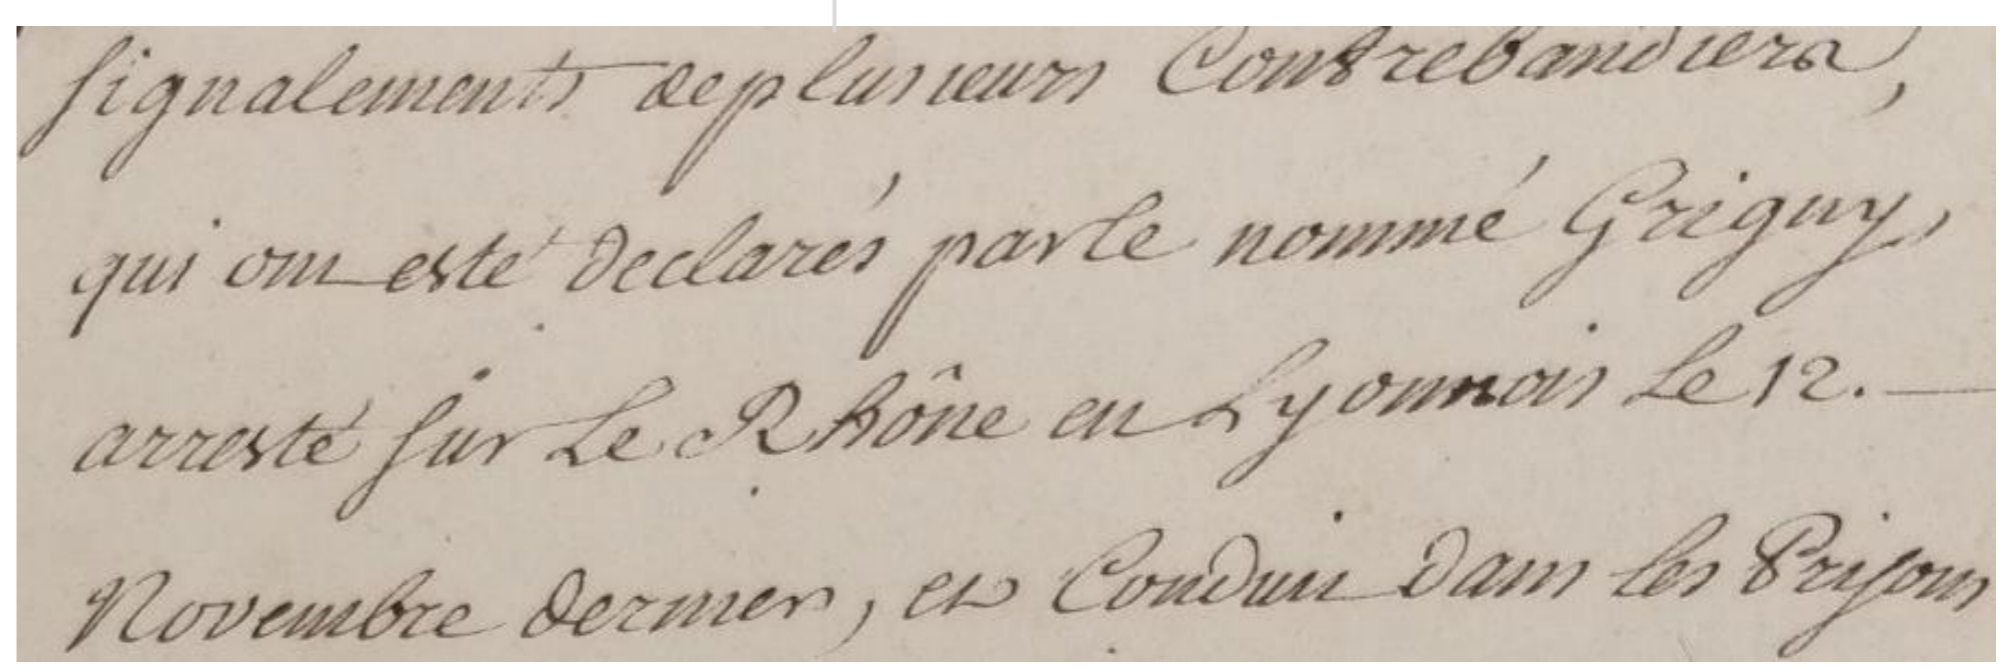 signalements de plusieurs Contrebandiers,
qui ont esté declarés par le nommé Grigny,
arresté sur Le Rhône en Lyonnois Le 12.
Novembre dernier, et Conduit dans les Prisons